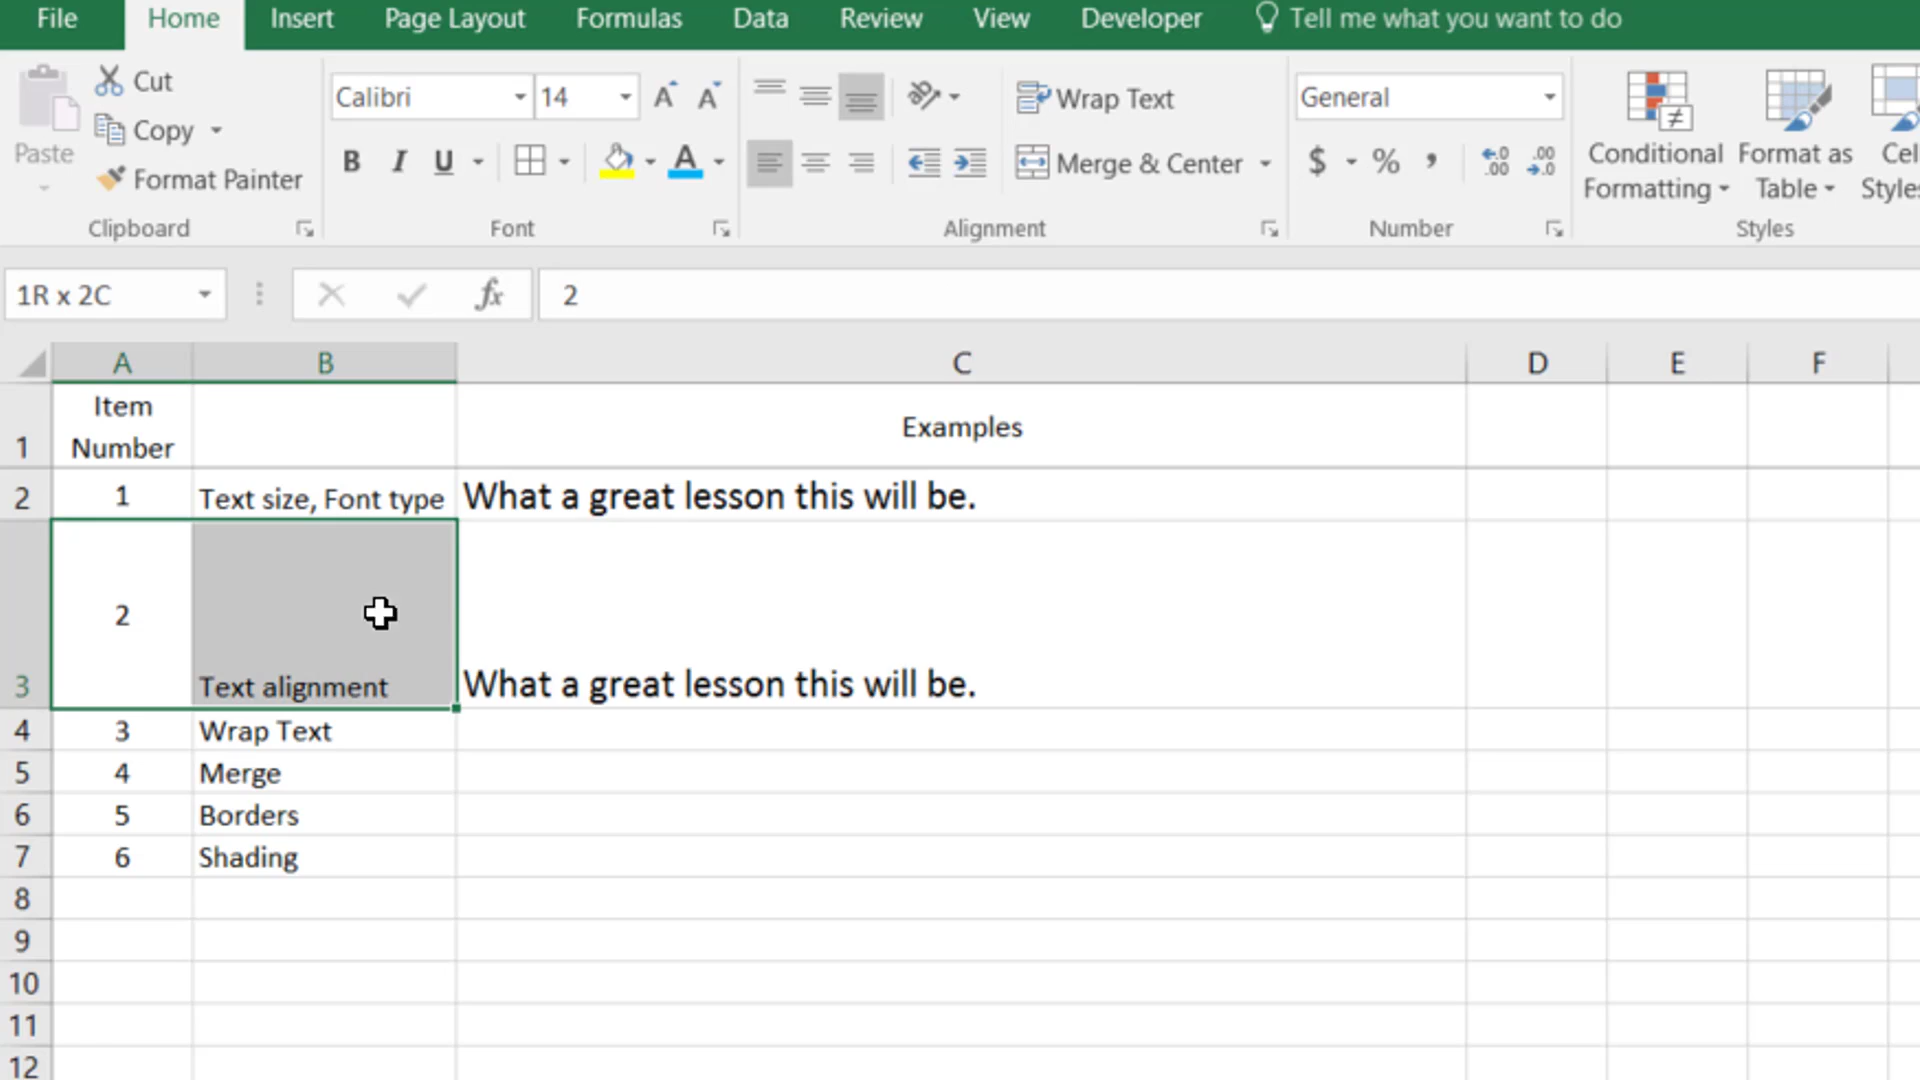 File Home Insert Page Layout Formulas Data Review View Developer Tell me what you want to do
Cut
Copy
Format Painter
Paste
Clipboard
Calibri 14
B I U A
Font
Wrap Text
Merge & Center
Alignment
General
$ % ,
Number
Conditional Formatting
Format as Table
Styles
1R x 2C fx 2
A B C D E F
1 Item Number Examples
2 1 Text size, Font type What a great lesson this will be.
3 2 Text alignment What a great lesson this will be.
4 3 Wrap Text
5 4 Merge
6 5 Borders
7 6 Shading
8
9
10
11
12